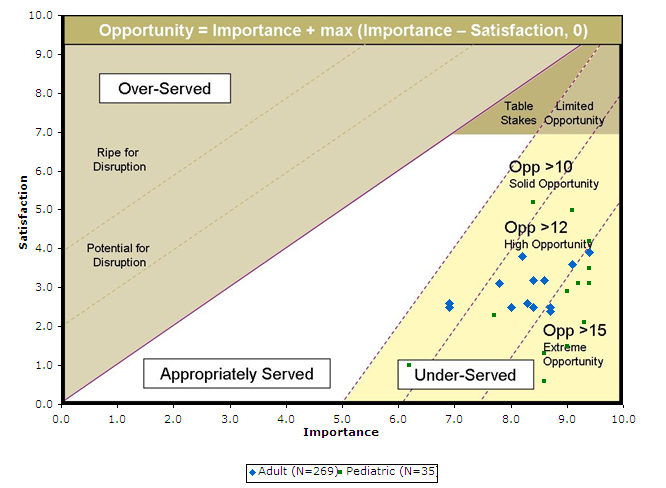 Opportunity = Importance + max (Importance – Satisfaction, 0)
10.0
9.0
8.0
7.0
6.0
5.0
4.0
3.0
2.0
1.0
0.0
Satisfaction
Over-Served
Ripe for
Disruption
Potential for
Disruption
Table
Stakes
Limited
Opportunity
Opp >10
Solid Opportunity
Opp >12
High Opportunity
Opp >15
Extreme
Opportunity
Appropriately Served
Under-Served
0.0 1.0 2.0 3.0 4.0 5.0 6.0 7.0 8.0 9.0 10.0
Importance
Adult (N=269) Pediatric (N=35)